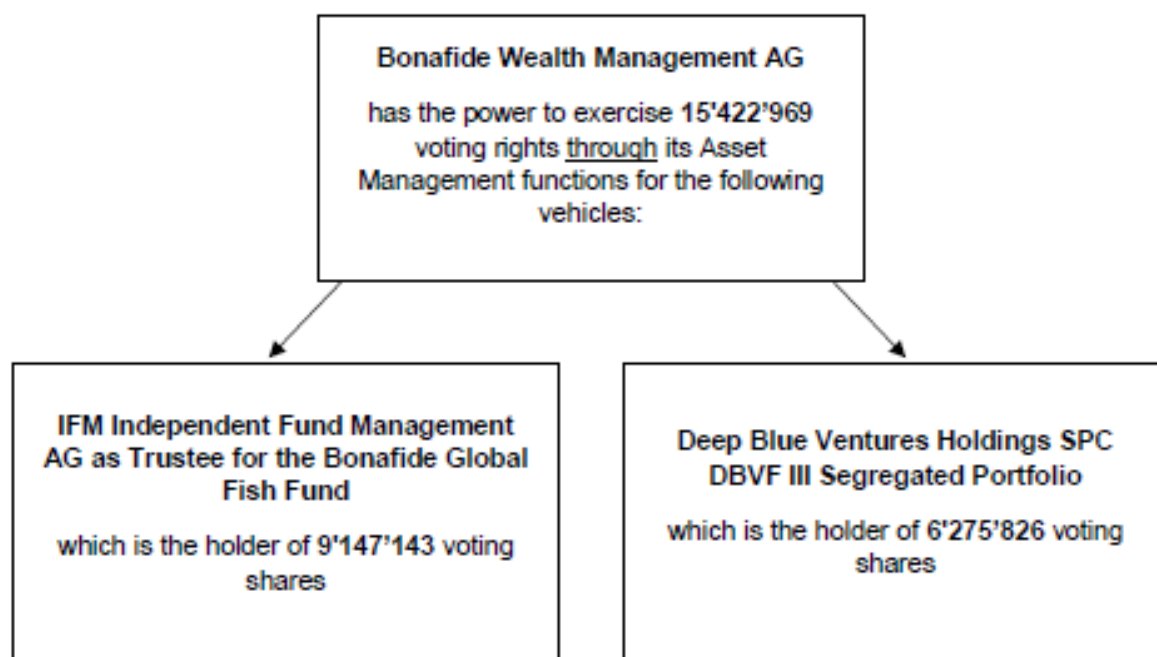 Bonafide Wealth Management AG
has the power to exercise 15'422’969
voting rights through its Asset
Management functions for the following
vehicles:
IFM Independent Fund Management
AG as Trustee for the Bonafide Global
Fish Fund
which is the holder of 9'147’143 voting
shares
Deep Blue Ventures Holdings SPC
DBVF III Segregated Portfolio
which is the holder of 6'275’826 voting
shares